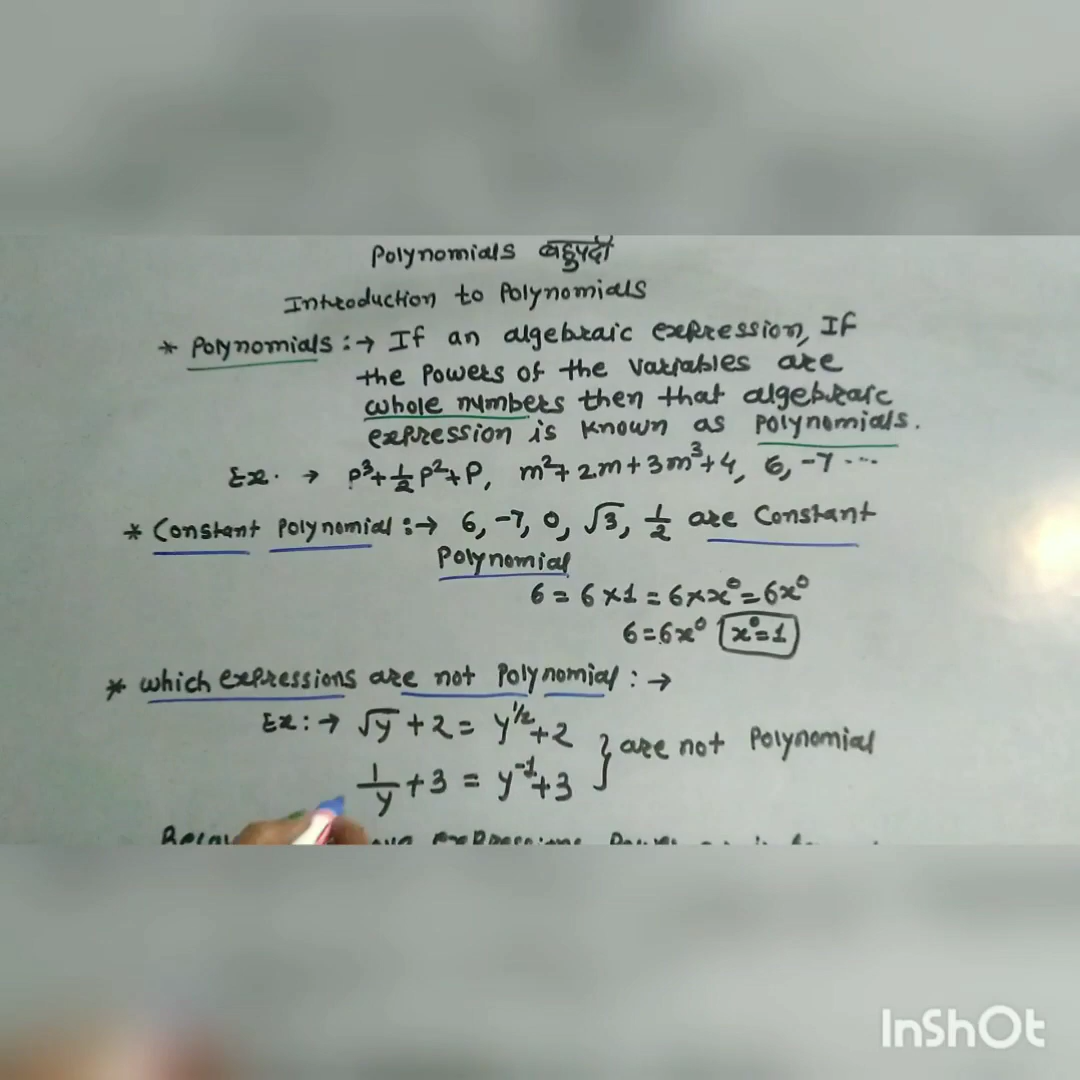 Polynomials बहुपदी
Introduction to Polynomials
* Polynomials :→ If an algebraic expression, If
the Powers of the variables are
whole numbers then that algebraic
expression is known as polynomials.
Ex. → P³+½P²+P, m²+2m+3m³+4, 6, -7 ...
* Constant Polynomial :→ 6, -7, 0, √3, ½ are Constant
Polynomial
6 = 6×1 = 6×x⁰ = 6x⁰
6 = 6x⁰ x⁰=1
* which expressions are not Polynomial : →
Ex : → √y + 2 = y^1/2 + 2
1/y + 3 = y⁻¹ + 3 } are not Polynomial
InShOt